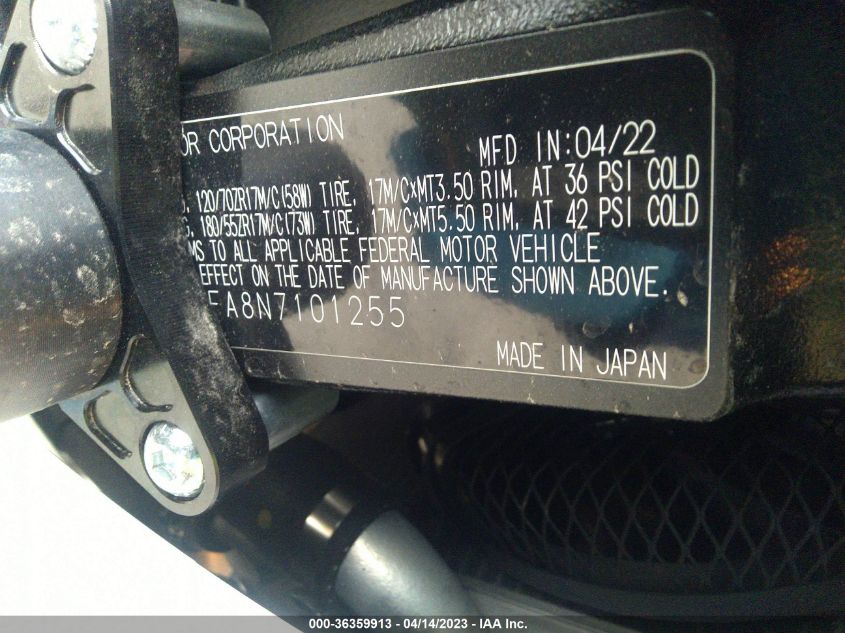 OR CORPORATION
MFD IN:04/22
120/70ZR17M/C(58W) TIRE, 17M/CxMT3.50 RIM, AT 36 PSI COLD
180/55ZR17M/C(73W) TIRE, 17M/CxMT5.50 RIM, AT 42 PSI COLD
MS TO ALL APPLICABLE FEDERAL MOTOR VEHICLE
EFFECT ON THE DATE OF MANUFACTURE SHOWN ABOVE.
EA8N7101255
MADE IN JAPAN
000-36359913 - 04/14/2023 - IAA Inc.